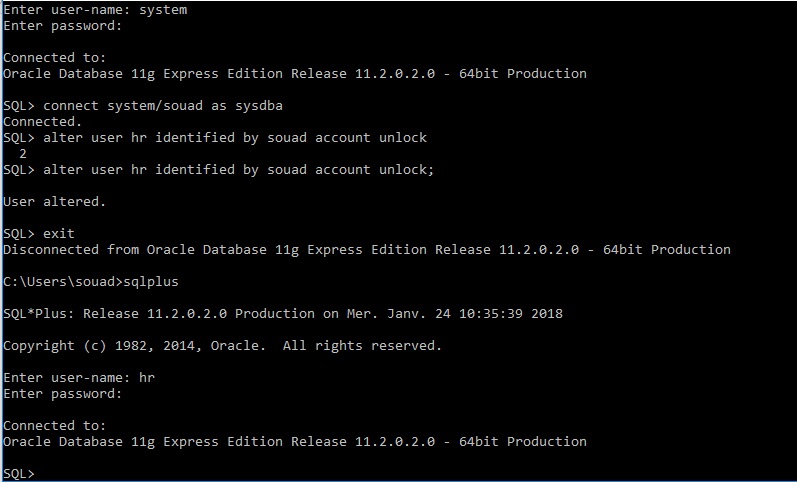 Enter user-name: system
Enter password:
Connected to:
Oracle Database 11g Express Edition Release 11.2.0.2.0 - 64bit Production
SQL> connect system/souad as sysdba
Connected.
SQL> alter user hr identified by souad account unlock
  2
SQL> alter user hr identified by souad account unlock;
User altered.
SQL> exit
Disconnected from Oracle Database 11g Express Edition Release 11.2.0.2.0 - 64bit Production
C:\Users\souad>sqlplus
SQL*Plus: Release 11.2.0.2.0 Production on Mer. Janv. 24 10:35:39 2018
Copyright (c) 1982, 2014, Oracle.  All rights reserved.
Enter user-name: hr
Enter password:
Connected to:
Oracle Database 11g Express Edition Release 11.2.0.2.0 - 64bit Production
SQL>